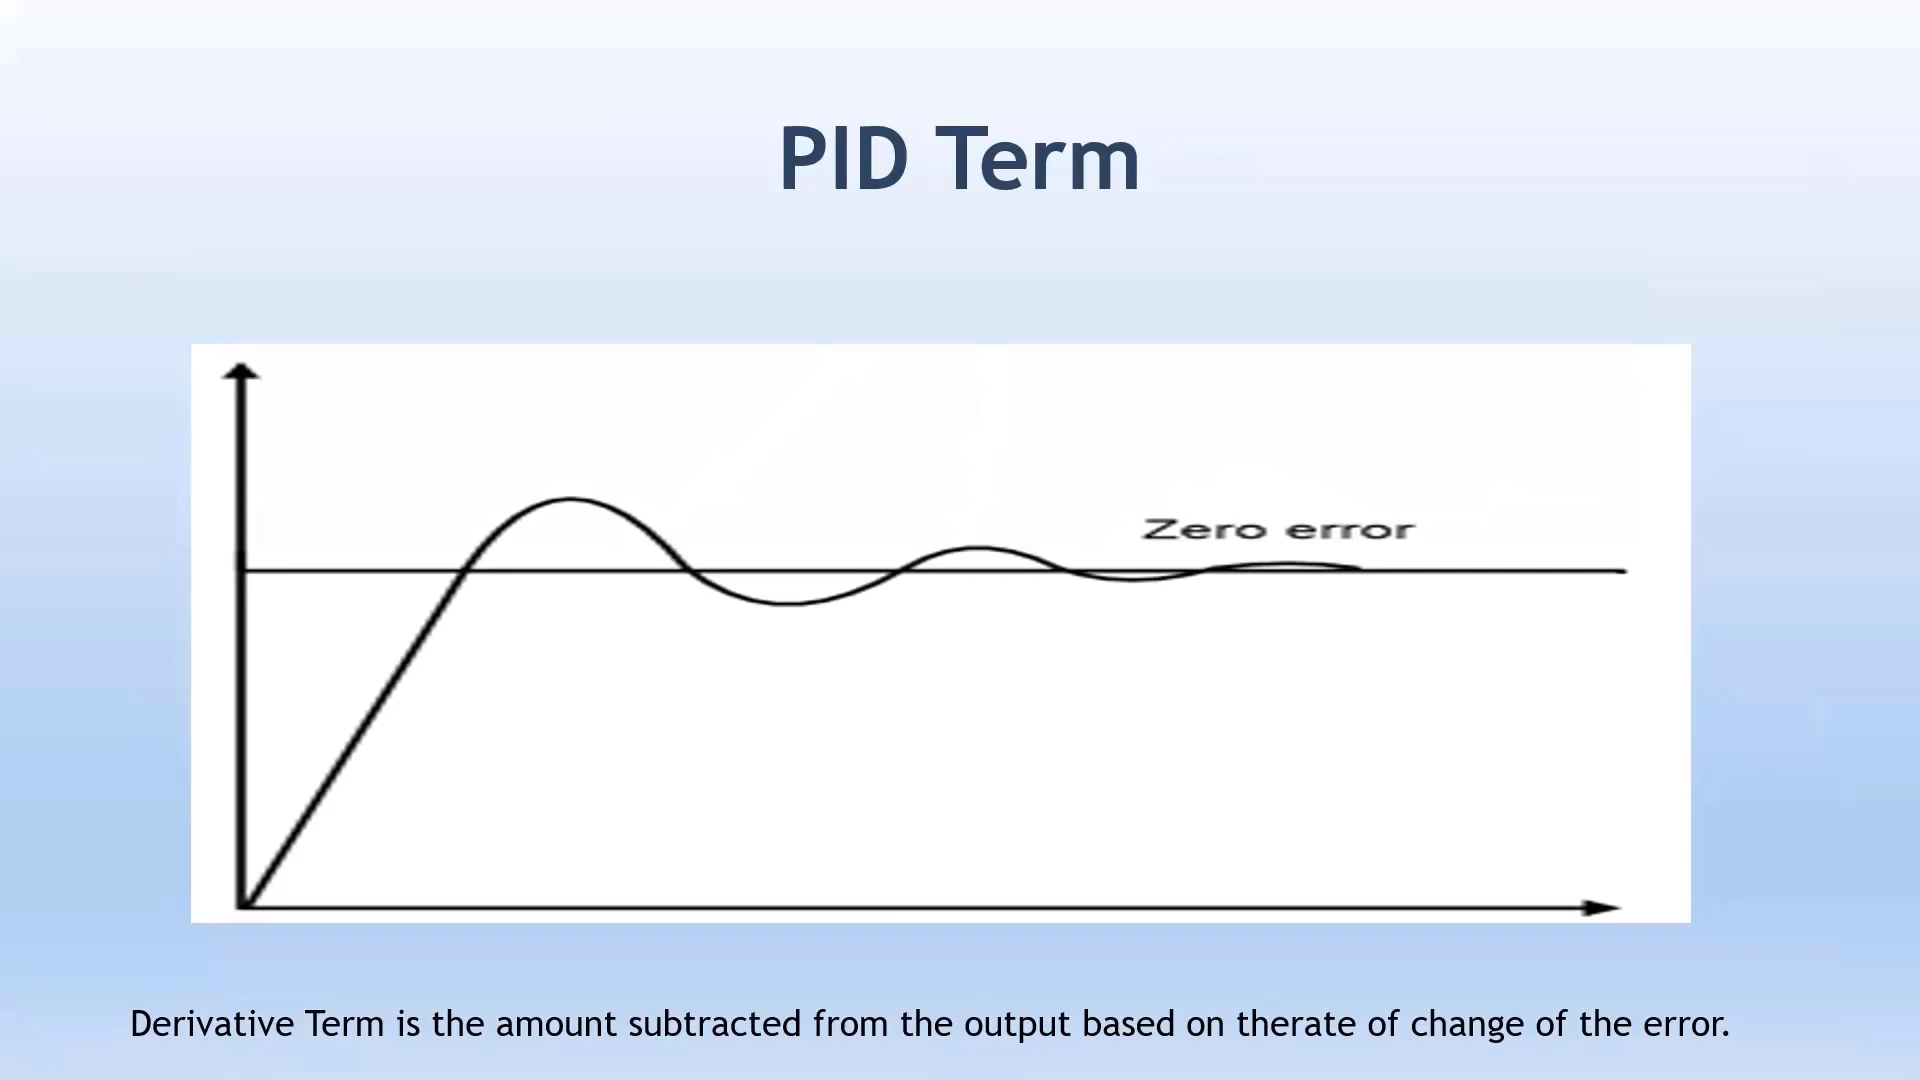 PID Term
Zero error
Derivative Term is the amount subtracted from the output based on therate of change of the error.